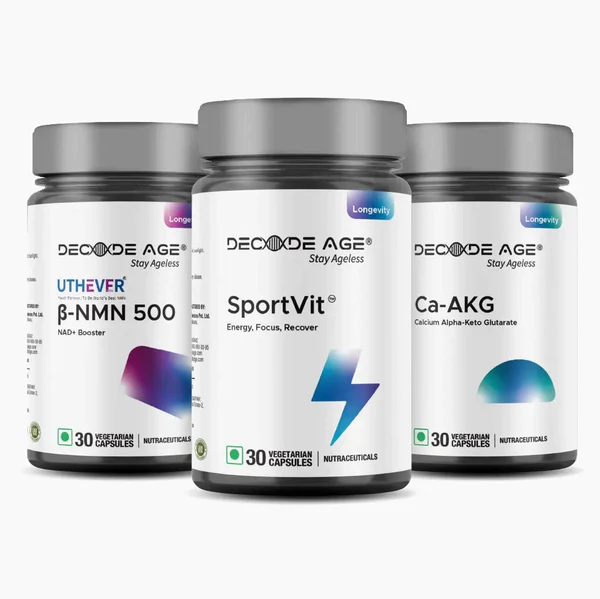 Longevity
DECODE AGE®
Stay Ageless
UTHEVER®
β-NMN 500
NAD+ Booster
30 VEGETARIAN CAPSULES | NUTRACEUTICALS
Longevity
DECODE AGE®
Stay Ageless
SportVit™
Energy, Focus, Recover
30 VEGETARIAN CAPSULES | NUTRACEUTICALS
Longevity
DECODE AGE®
Stay Ageless
Ca-AKG
Calcium Alpha-Keto Glutarate
30 VEGETARIAN CAPSULES | NUTRACEUTICALS